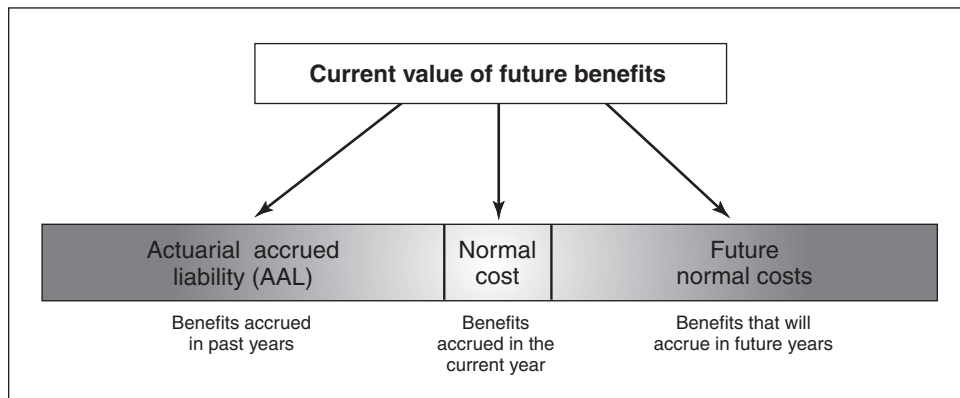 Current value of future benefits
Actuarial accrued
liability (AAL)
Normal
cost
Future
normal costs
Benefits accrued
in past years
Benefits
accrued in the
current year
Benefits that will
accrue in future years